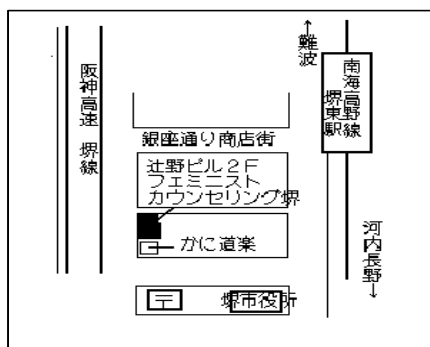 ↑難波
阪神高速 堺線
南海高野線
堺東駅
銀座通り商店街
辻野ビル2F
フェミニスト
カウンセリング堺
かに道楽
河内長野↓
〒
堺市役所